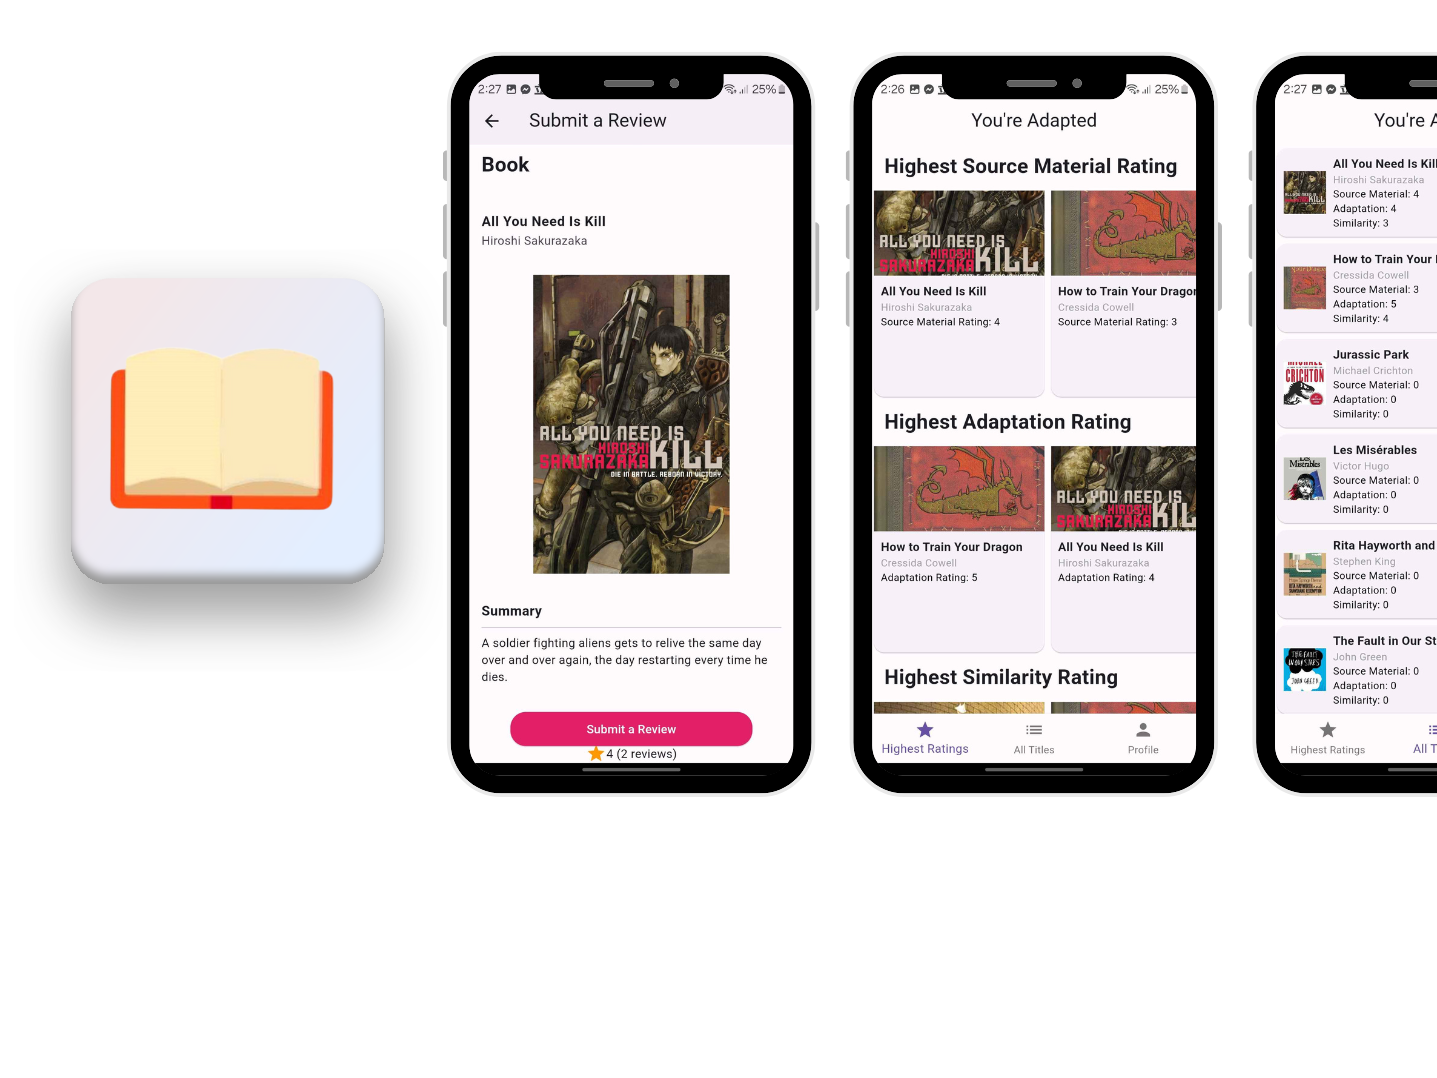 2:27
25%
Submit a Review
Book
All You Need Is Kill
Hiroshi Sakurazaka
ALL YOU NEED IS
HIROSHI
SAKURAZAKA
KILL
DIE IN BATTLE. REBORN IN VICTORY.
Summary
A soldier fighting aliens gets to relive the same day
over and over again, the day restarting every time he
dies.
Submit a Review
4 (2 reviews)
2:26
25%
You're Adapted
Highest Source Material Rating
ALL YOU NEED IS
HIROSHI
SAKURAZAKA
KILL
All You Need Is Kill
Hiroshi Sakurazaka
Source Material Rating: 4
How to Train Your Dragon
Cressida Cowell
Source Material Rating: 3
Highest Adaptation Rating
How to Train Your Dragon
Cressida Cowell
Adaptation Rating: 5
ALL YOU NEED IS
HIROSHI
SAKURAZAKA
KIL
All You Need Is Kill
Hiroshi Sakurazaka
Adaptation Rating: 4
Highest Similarity Rating
Highest Ratings
All Titles
Profile
2:27
You're A
All You Need Is Kill
Hiroshi Sakurazaka
Source Material: 4
Adaptation: 4
Similarity: 3
How to Train Your
Cressida Cowell
Source Material: 3
Adaptation: 5
Similarity: 4
CRICHTON
Jurassic Park
Michael Crichton
Source Material: 0
Adaptation: 0
Similarity: 0
Les
Misérables
Les Misérables
Victor Hugo
Source Material: 0
Adaptation: 0
Similarity: 0
Rita Hayworth and
Stephen King
Source Material: 0
Adaptation: 0
Similarity: 0
THE FAULT
IN OUR STARS
JOHN GREEN
The Fault in Our St
John Green
Source Material: 0
Adaptation: 0
Similarity: 0
Highest Ratings
All T